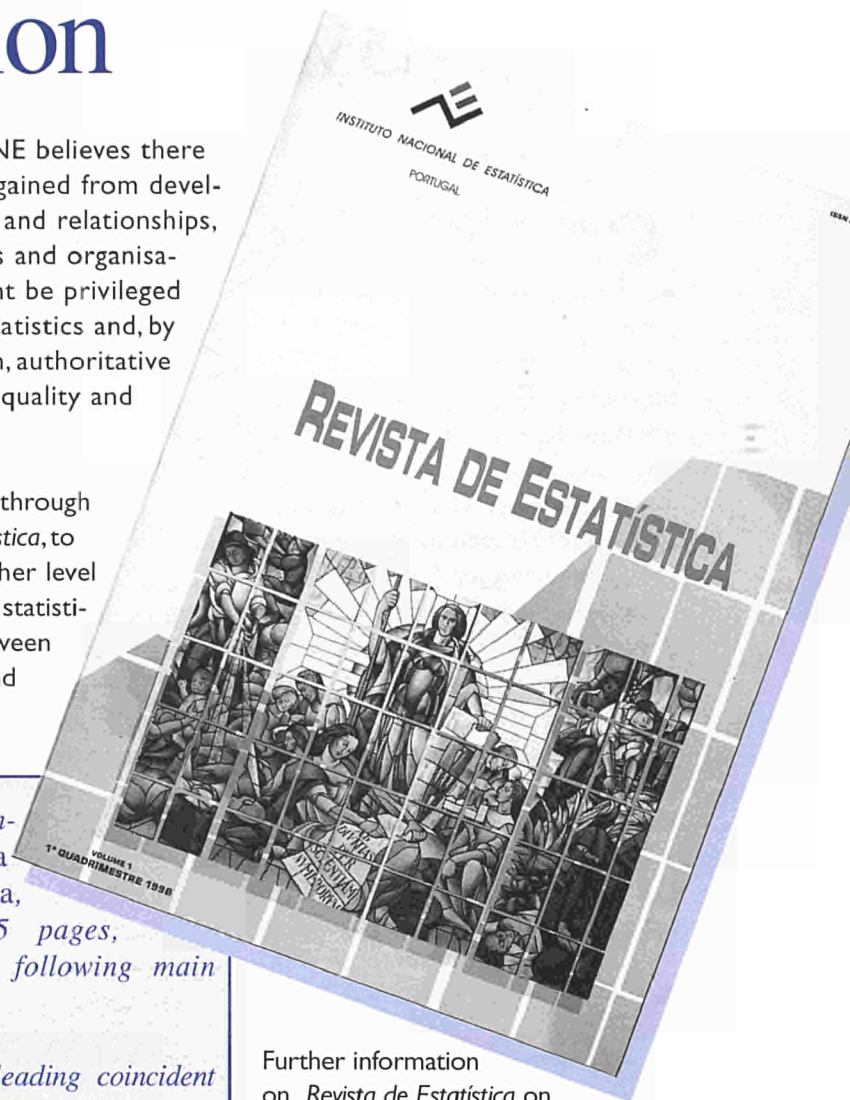 on
NE believes there
gained from devel-
and relationships,
s and organisa-
nt be privileged
atistics and, by
n, authoritative
quality and
through
stica, to
her level
statisti-
ween
d
n-
a
a,
5 pages,
following main
leading coincident
INSTITUTO NACIONAL DE ESTATÍSTICA
PORTUGAL
ISSN
REVISTA DE ESTATÍSTICA
VOLUME 1
1º QUADRIMESTRE 1998
Further information
on Revista de Estatística on